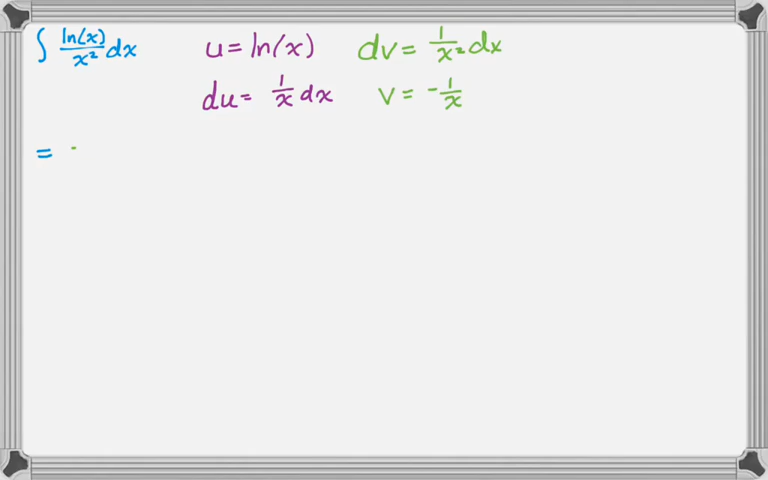 ∫ ln(x)/x² dx u = ln(x) dv = 1/x² dx
du = 1/x dx v = -1/x
=